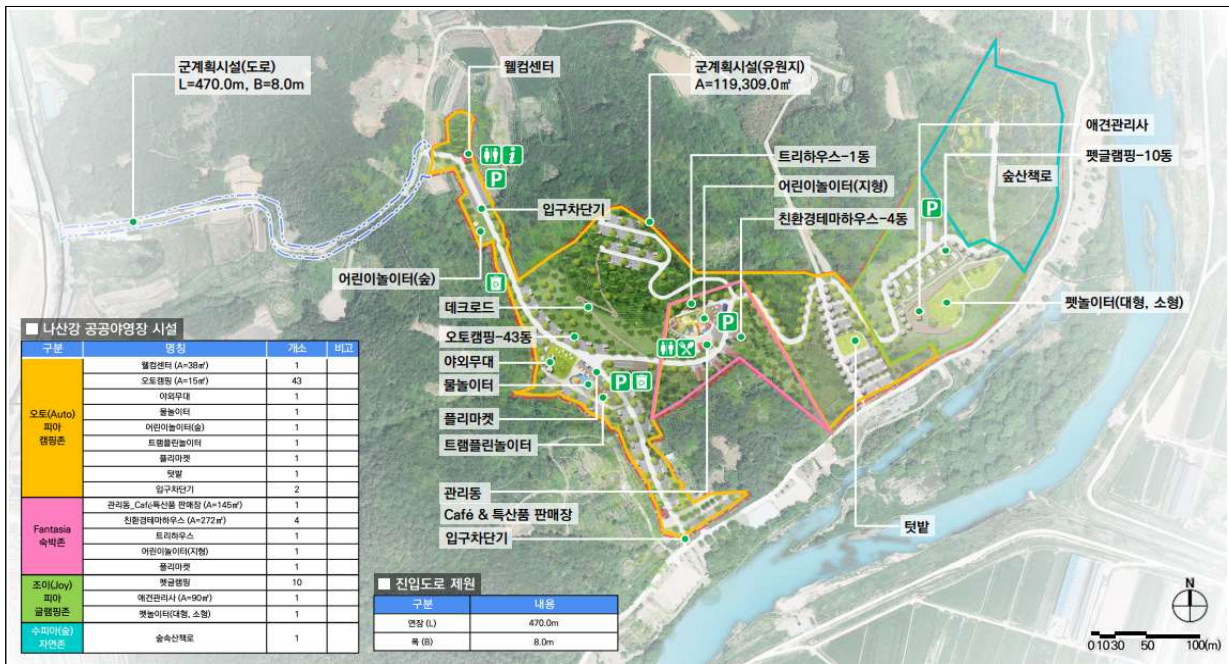 군계획시설(도로)
L=470.0m, B=8.0m
웰컴센터
군계획시설(유원지)
A=119,309.0㎡
애견관리사
펫글램핑-10동
트리하우스-1동
어린이놀이터(지형)
숲산책로
친환경테마하우스-4동
입구차단기
어린이놀이터(숲)
데크로드
오토캠핑-43동
야외무대
물놀이터
플리마켓
트램플린놀이터
펫놀이터(대형, 소형)
관리동
Café & 특산품 판매장
입구차단기
텃밭
P
P
P
P
i
■ 나산강 공공야영장 시설
구분 명칭 개소 비고
오토(Auto)
피아
캠핑존
웰컴센터 (A=38㎡) 1
오토캠핑 (A=15㎡) 43
야외무대 1
물놀이터 1
어린이놀이터(숲) 1
트램플린놀이터 1
플리마켓 1
텃밭 1
입구차단기 2
Fantasia
숙박존
관리동_Café특산품 판매장 (A=145㎡) 1
친환경테마하우스 (A=272㎡) 4
트리하우스 1
어린이놀이터(지형) 1
플리마켓 1
조이(Joy)
피아
글램핑존
펫글램핑 10
애견관리사 (A=90㎡) 1
펫놀이터(대형, 소형) 1
수피아(숲)
자연존
숲속산책로 1
■ 진입도로 제원
구분 내용
연장 (L) 470.0m
폭 (B) 8.0m
N
0 10 30 50 100(m)